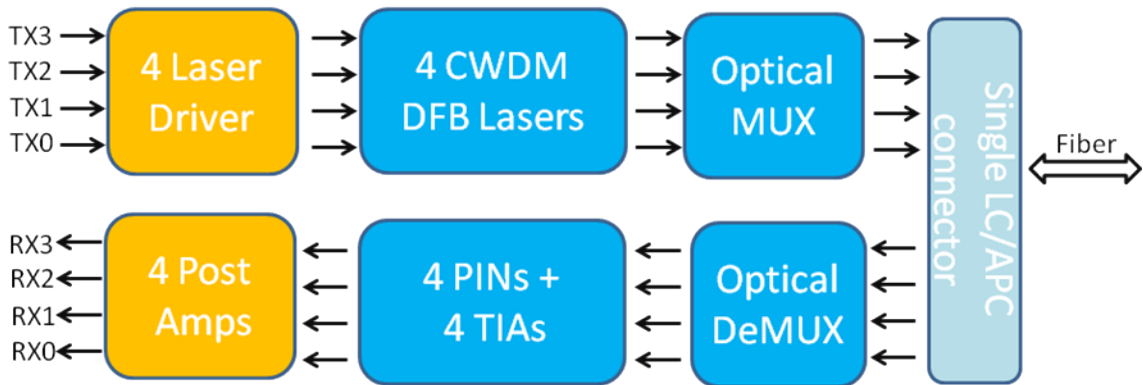 TX3
TX2
TX1
TX0
4 Laser
Driver
4 CWDM
DFB Lasers
Optical
MUX
Single LC/APC
connector
Fiber
RX3
RX2
RX1
RX0
4 Post
Amps
4 PINs +
4 TIAs
Optical
DeMUX